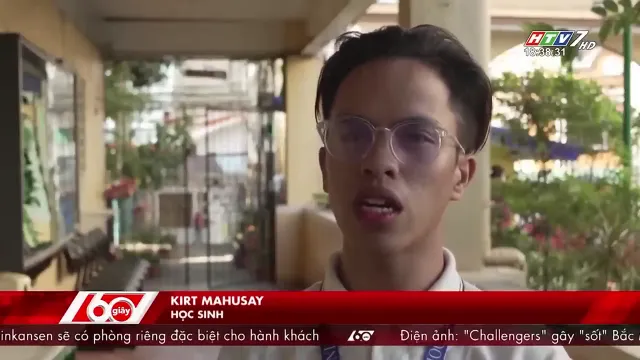 HTV7 HD
18:38:31
KIRT MAHUSAY
60 giây
HỌC SINH
inkansen sẽ có phòng riêng đặc biệt cho hành khách 60 Điện ảnh: "Challengers" gây "sốt" Bắc